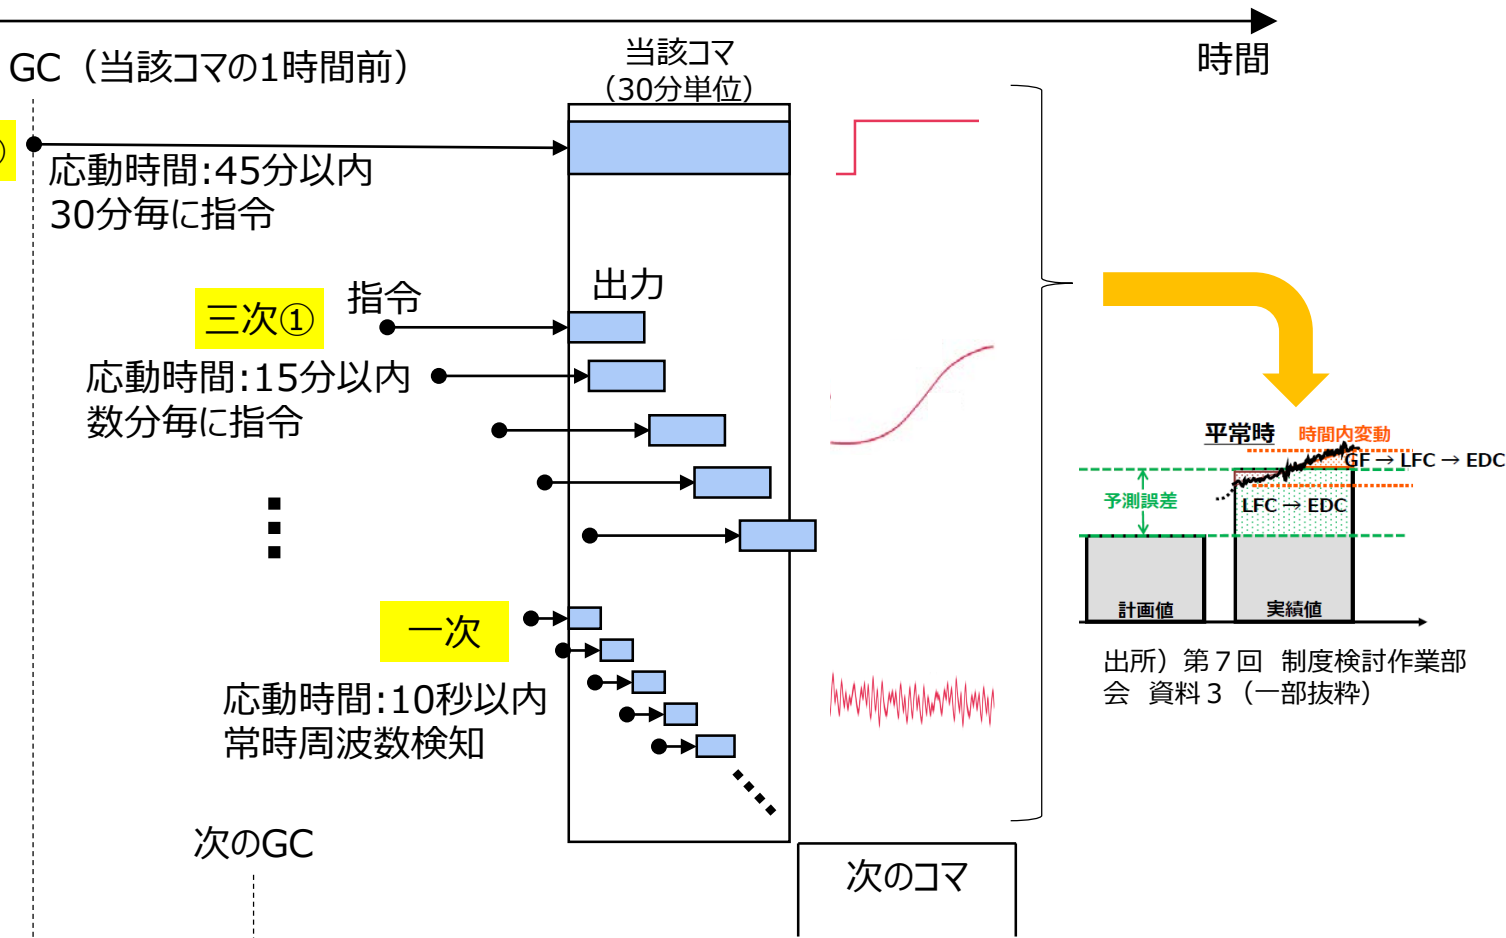 時間
GC（当該コマの1時間前）
当該コマ
（30分単位）
応動時間:45分以内
30分毎に指令
指令
出力
三次①
応動時間:15分以内
数分毎に指令
一次
応動時間:10秒以内
常時周波数検知
次のGC
次のコマ
平常時
時間内変動
GF → LFC → EDC
予測誤差
LFC → EDC
計画値
実績値
出所）第７回 制度検討作業部
会 資料３（一部抜粋）